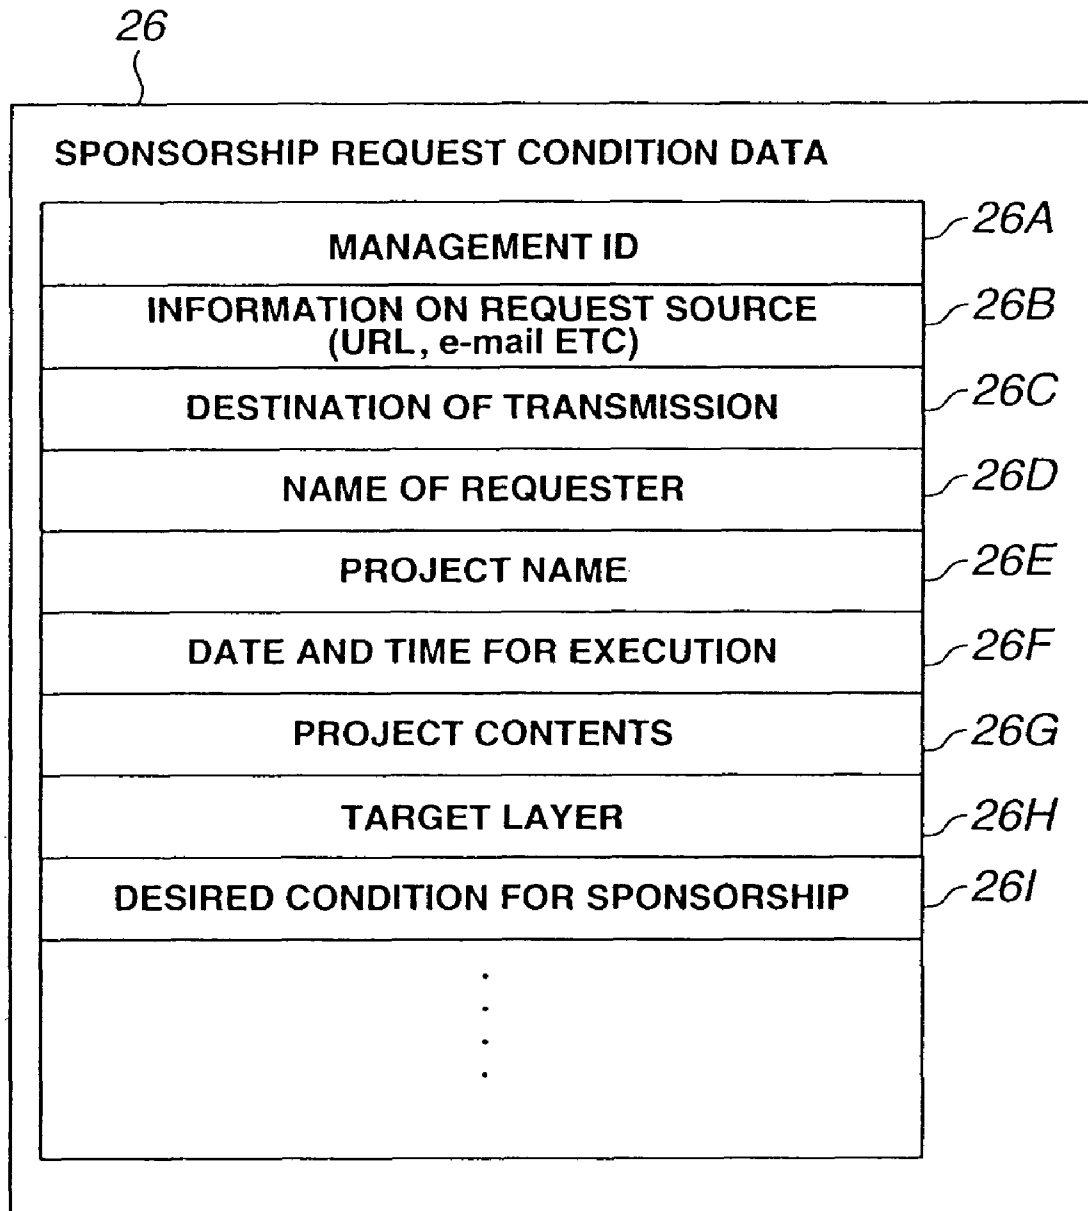 26
SPONSORSHIP REQUEST CONDITION DATA
MANAGEMENT ID
26A
INFORMATION ON REQUEST SOURCE
(URL, e-mail ETC)
26B
DESTINATION OF TRANSMISSION
26C
NAME OF REQUESTER
26D
PROJECT NAME
26E
DATE AND TIME FOR EXECUTION
26F
PROJECT CONTENTS
26G
TARGET LAYER
26H
DESIRED CONDITION FOR SPONSORSHIP
26I